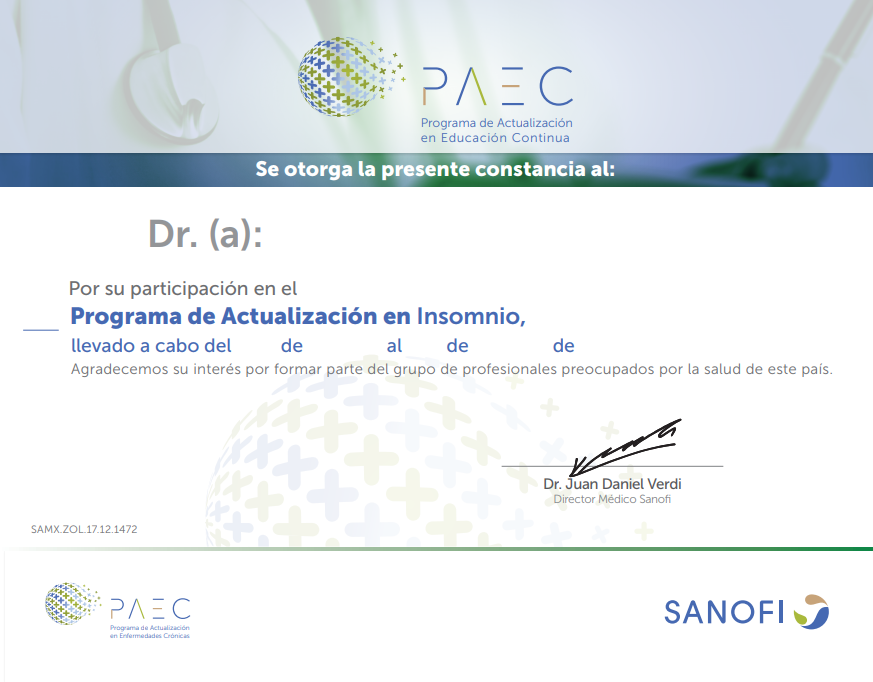 PAEC
Programa de Actualización
en Educación Continua
Se otorga la presente constancia al:
Dr. (a):
Por su participación en el
Programa de Actualización en Insomnio,
llevado a cabo del de al de de
Agradecemos su interés por formar parte del grupo de profesionales preocupados por la salud de este país.
Dr. Juan Daniel Verdi
Director Médico Sanofi
SAMX.ZOL.17.12.1472
PAEC
Programa de Actualización
en Enfermedades Crónicas
SANOFI